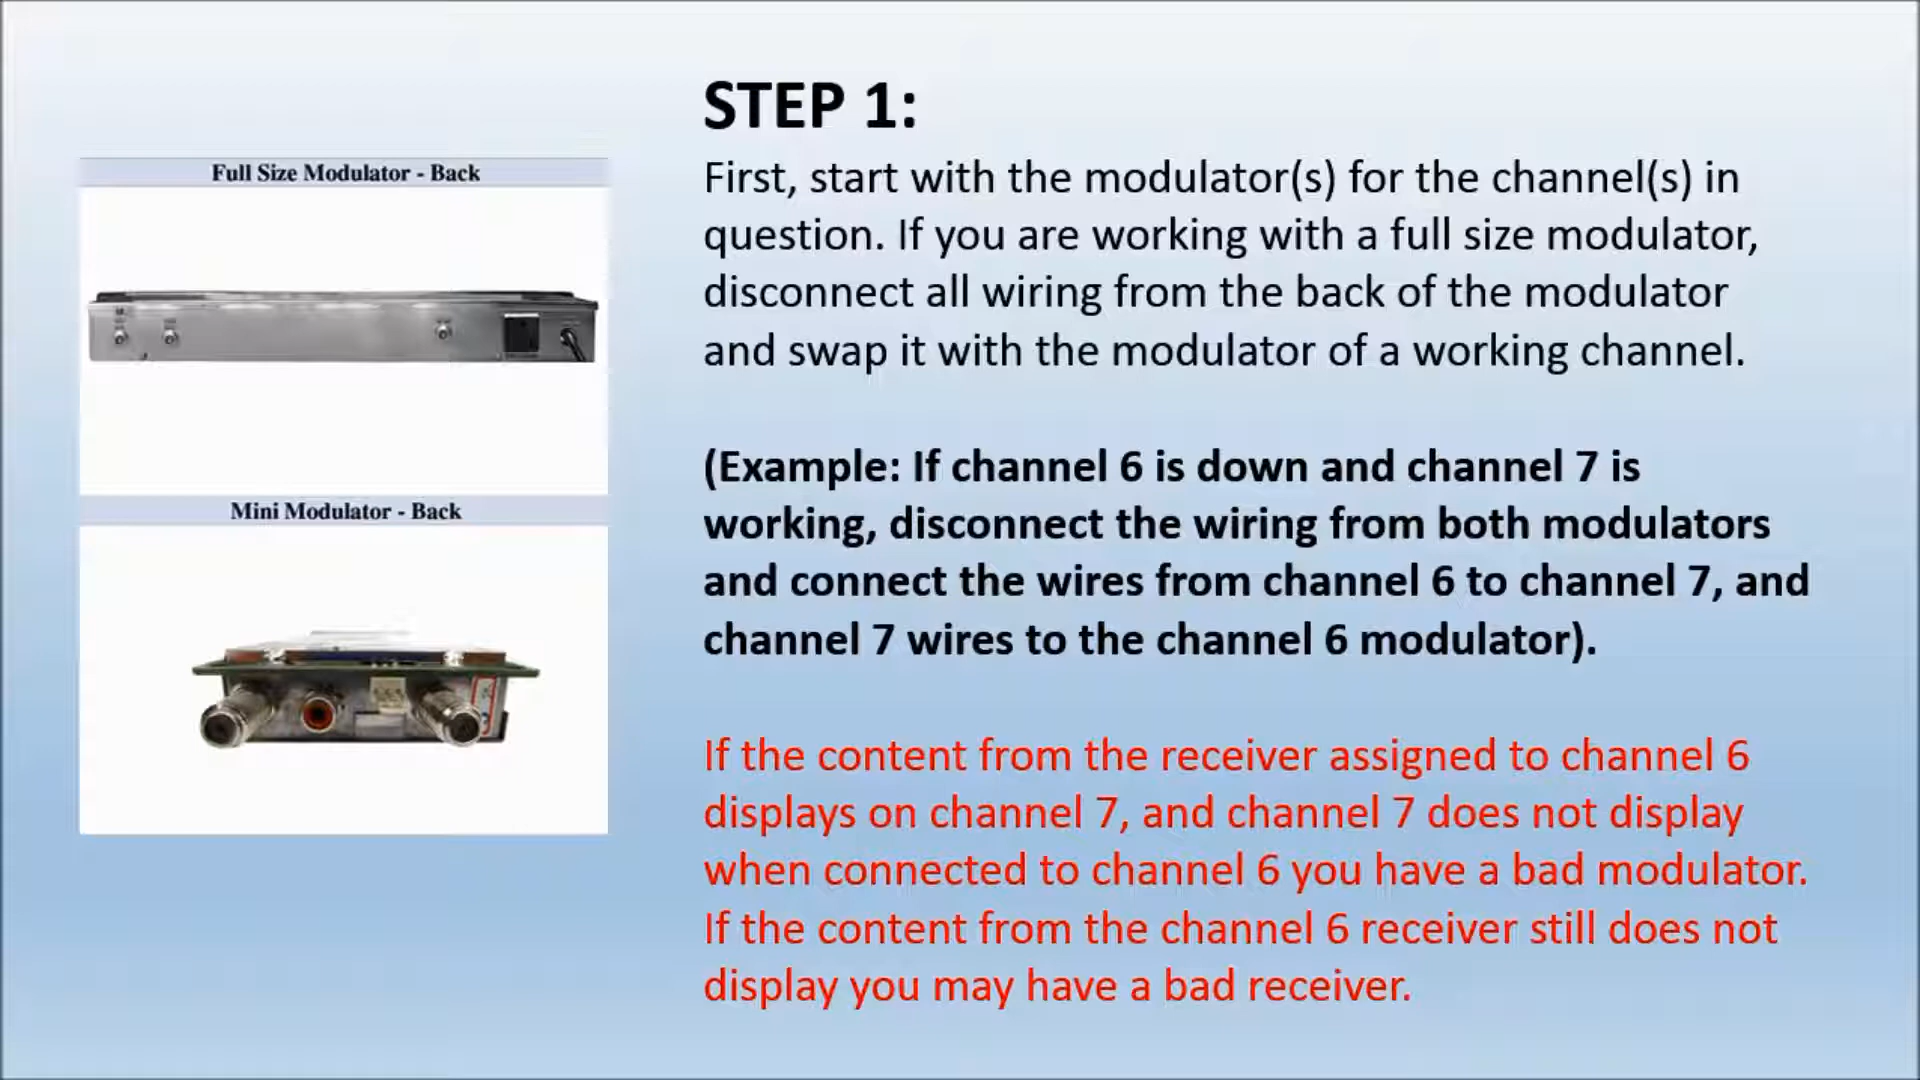 Full Size Modulator - Back
Mini Modulator - Back
STEP 1:
First, start with the modulator(s) for the channel(s) in
question. If you are working with a full size modulator,
disconnect all wiring from the back of the modulator
and swap it with the modulator of a working channel.
(Example: If channel 6 is down and channel 7 is
working, disconnect the wiring from both modulators
and connect the wires from channel 6 to channel 7, and
channel 7 wires to the channel 6 modulator).
If the content from the receiver assigned to channel 6
displays on channel 7, and channel 7 does not display
when connected to channel 6 you have a bad modulator.
If the content from the channel 6 receiver still does not
display you may have a bad receiver.